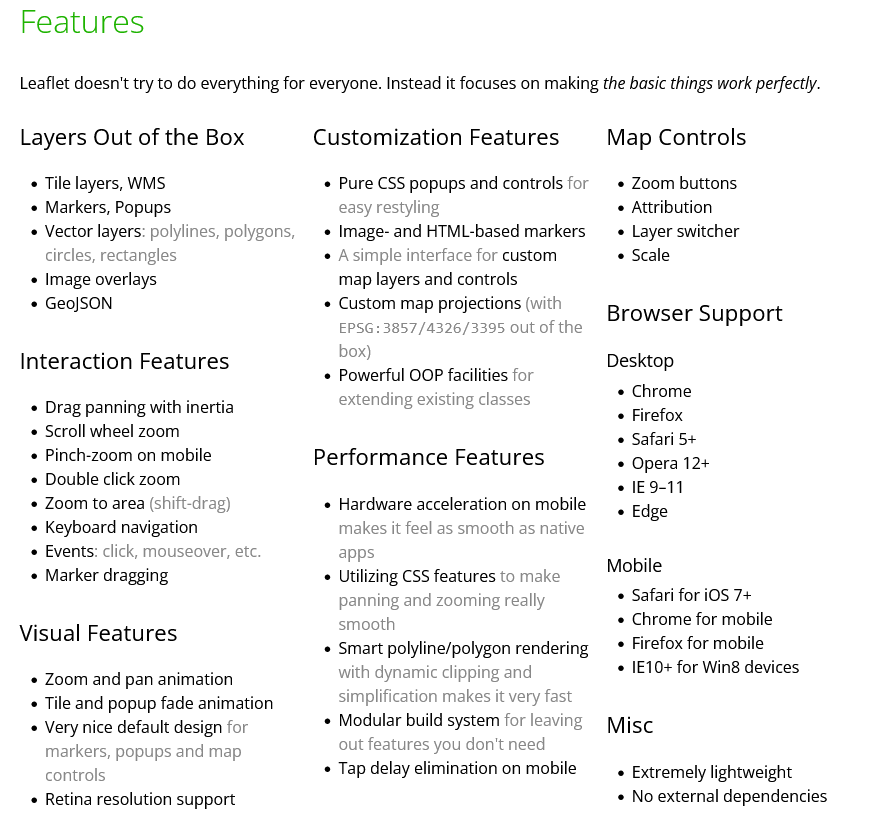 Features
Leaflet doesn't try to do everything for everyone. Instead it focuses on making the basic things work perfectly.
Layers Out of the Box
Tile layers, WMS
Markers, Popups
Vector layers: polylines, polygons,
circles, rectangles
Image overlays
GeoJSON
Interaction Features
Drag panning with inertia
Scroll wheel zoom
Pinch-zoom on mobile
Double click zoom
Zoom to area (shift-drag)
Keyboard navigation
Events: click, mouseover, etc.
Marker dragging
Visual Features
Zoom and pan animation
Tile and popup fade animation
Very nice default design for
markers, popups and map
controls
Retina resolution support
Customization Features
Pure CSS popups and controls for
easy restyling
Image- and HTML-based markers
A simple interface for custom
map layers and controls
Custom map projections (with
EPSG:3857/4326/3395 out of the
box)
Powerful OOP facilities for
extending existing classes
Performance Features
Hardware acceleration on mobile
makes it feel as smooth as native
apps
Utilizing CSS features to make
panning and zooming really
smooth
Smart polyline/polygon rendering
with dynamic clipping and
simplification makes it very fast
Modular build system for leaving
out features you don't need
Tap delay elimination on mobile
Map Controls
Zoom buttons
Attribution
Layer switcher
Scale
Browser Support
Desktop
Chrome
Firefox
Safari 5+
Opera 12+
IE 9–11
Edge
Mobile
Safari for iOS 7+
Chrome for mobile
Firefox for mobile
IE10+ for Win8 devices
Misc
Extremely lightweight
No external dependencies